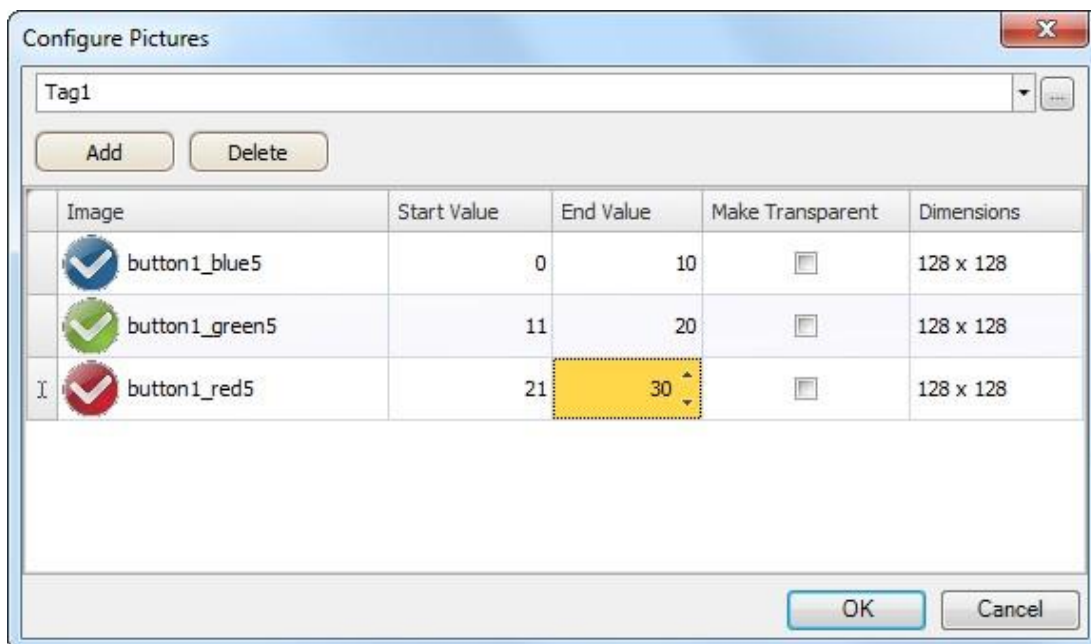 Configure Pictures
Tag1
...
Add Delete
Image Start Value End Value Make Transparent Dimensions
button1_blue5 0 10 128 x 128
button1_green5 11 20 128 x 128
button1_red5 21 30 128 x 128
OK Cancel